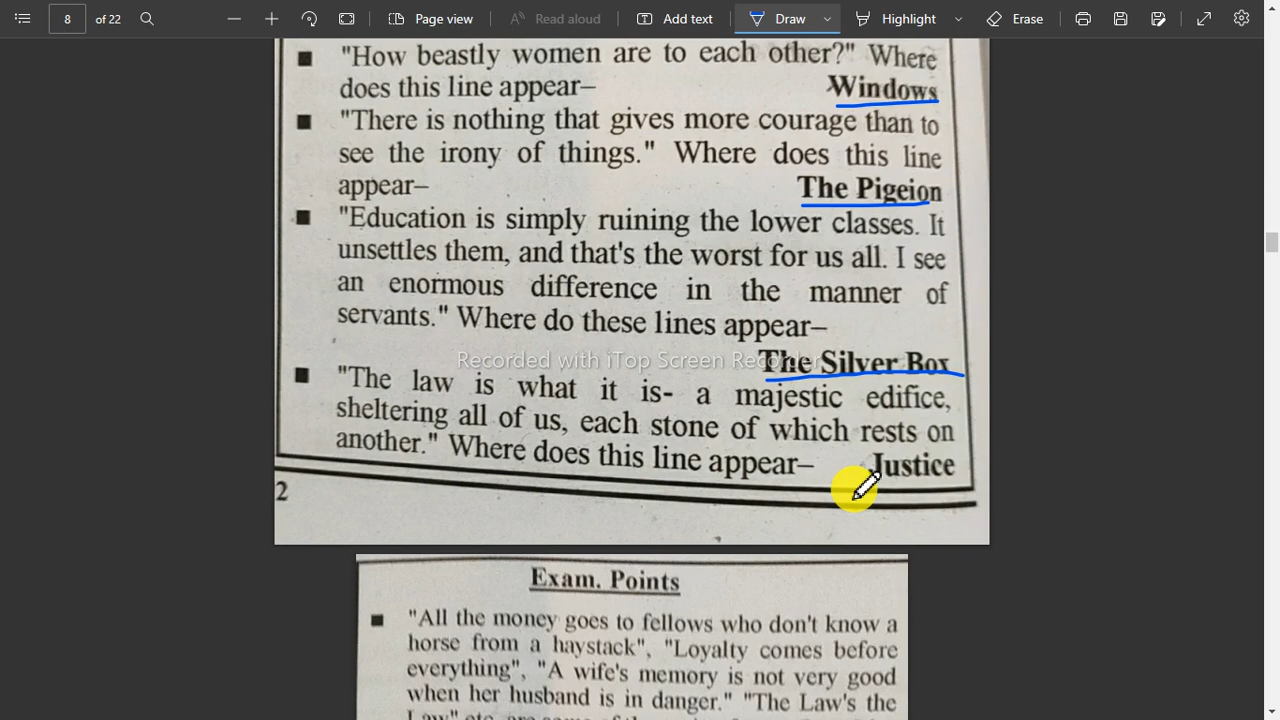 8 of 22 Page view Read aloud Add text Draw Highlight Erase
"How beastly women are to each other?" Where
does this line appear– Windows
"There is nothing that gives more courage than to
see the irony of things." Where does this line
appear– The Pigeion
"Education is simply ruining the lower classes. It
unsettles them, and that's the worst for us all. I see
an enormous difference in the manner of
servants." Where do these lines appear–
Recorded with iTop Screen Recorder
The Silver Box
"The law is what it is- a majestic edifice,
sheltering all of us, each stone of which rests on
another." Where does this line appear– Justice
2
Exam. Points
"All the money goes to fellows who don't know a
horse from a haystack", "Loyalty comes before
everything", "A wife's memory is not very good
when her husband is in danger." "The Law's the
Law" etc.